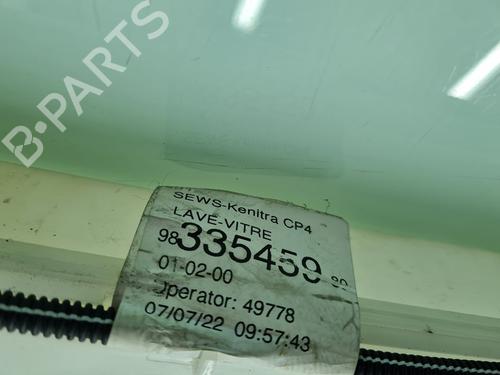 B-PARTS
SEWS-Kenitra CP4
LAVE-VITRE
98 335459 80
01-02-00
Operator: 49778
07/07/22 09:57:43